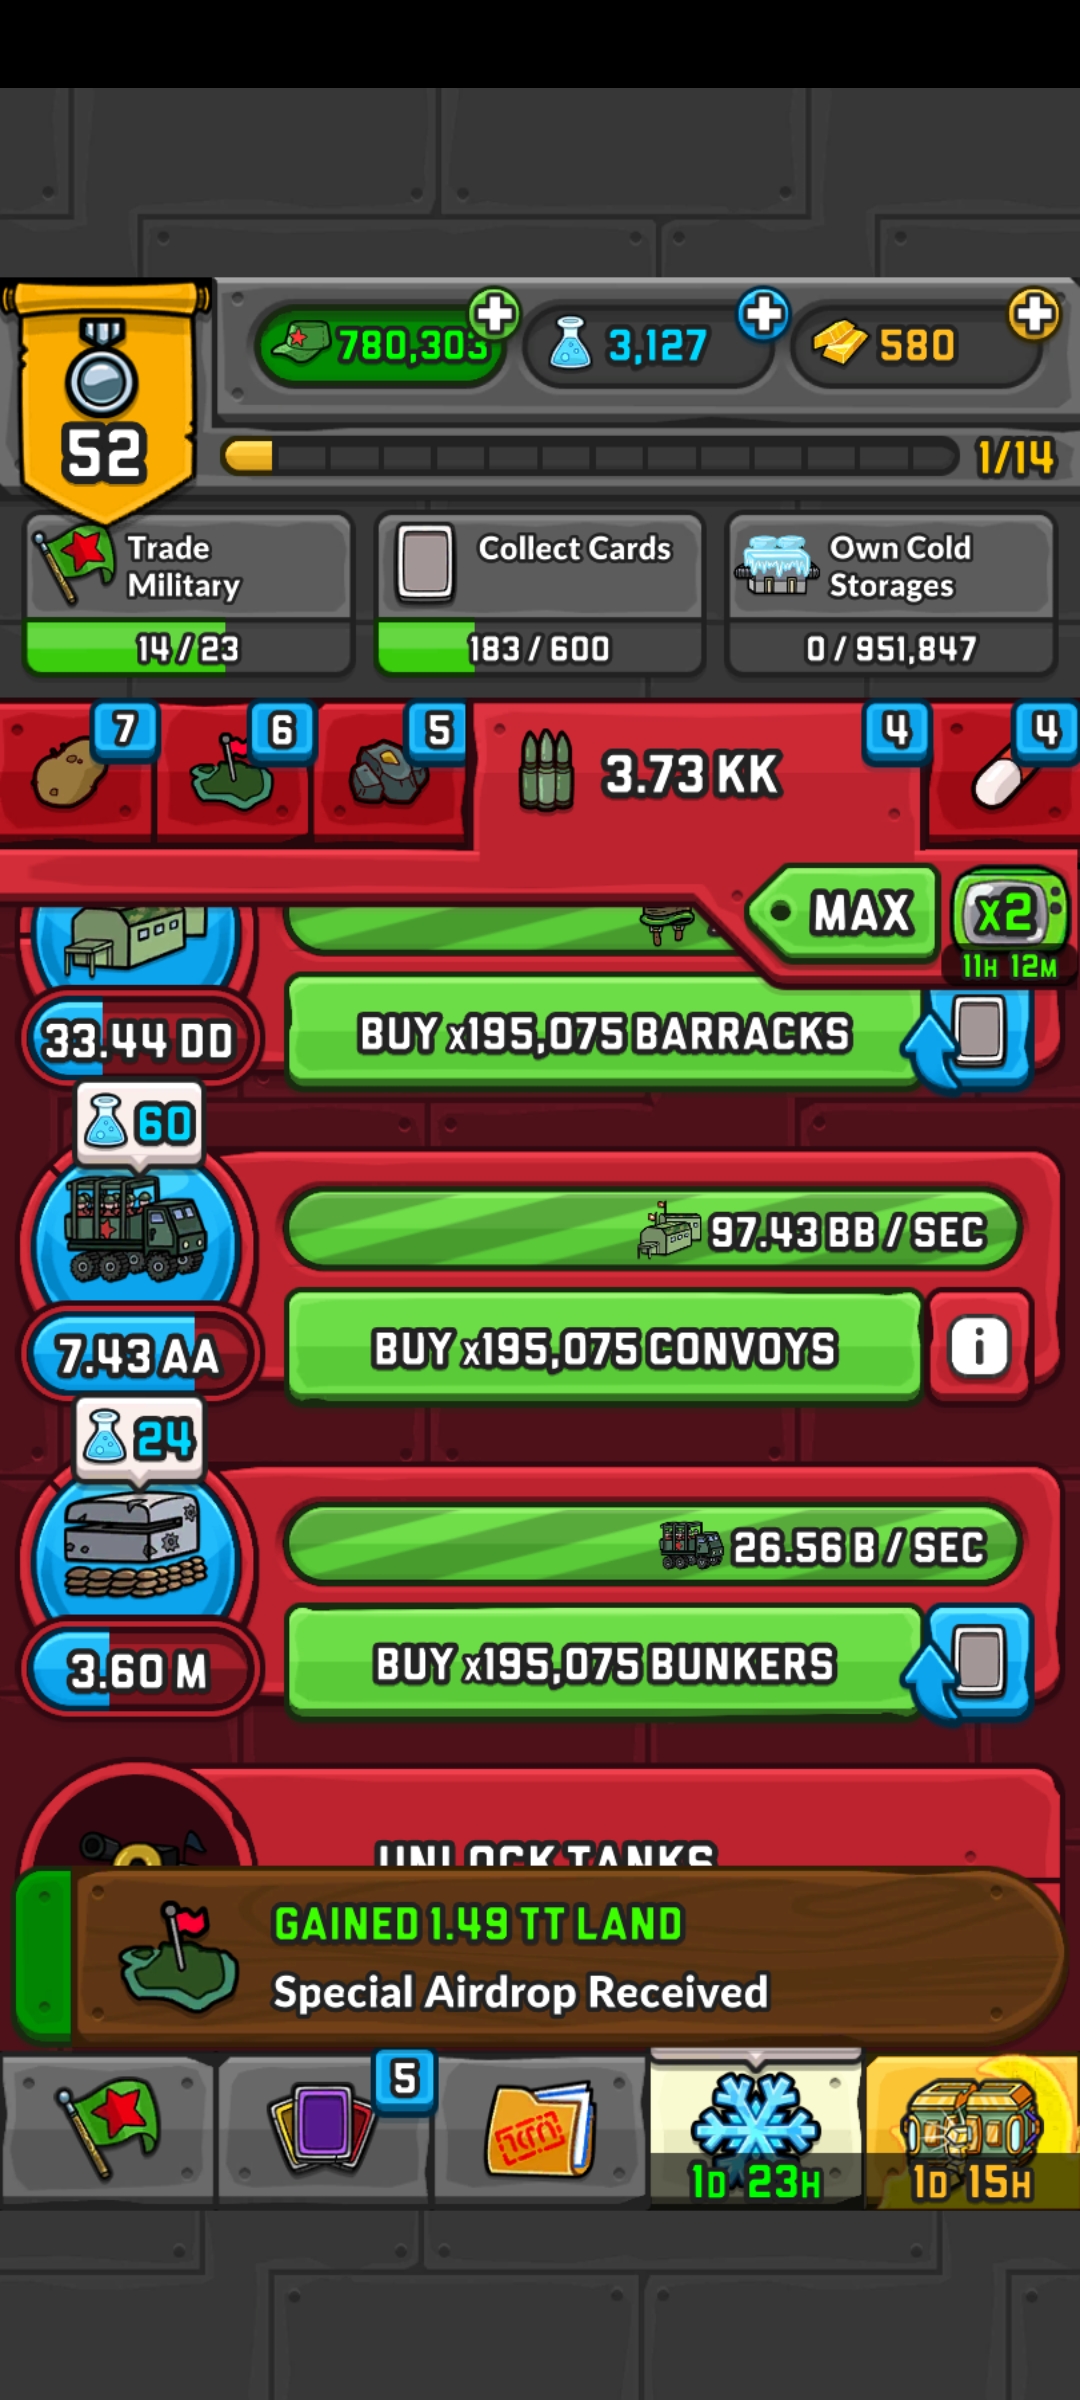 780,303
3,127
580
52
1/14
Trade
Military
14/23
Collect Cards
183/600
Own Cold
Storages
0/951,847
7
6
5
3.73 KK
4
4
MAX
x2
11H 12M
33.44 DD
BUY x195,075 BARRACKS
60
97.43 BB / SEC
7.43 AA
BUY x195,075 CONVOYS
i
24
26.56 B / SEC
3.60 M
BUY x195,075 BUNKERS
UNLOCK TANKS
GAINED 1.49 TT LAND
Special Airdrop Received
5
1D 23H
1D 15H